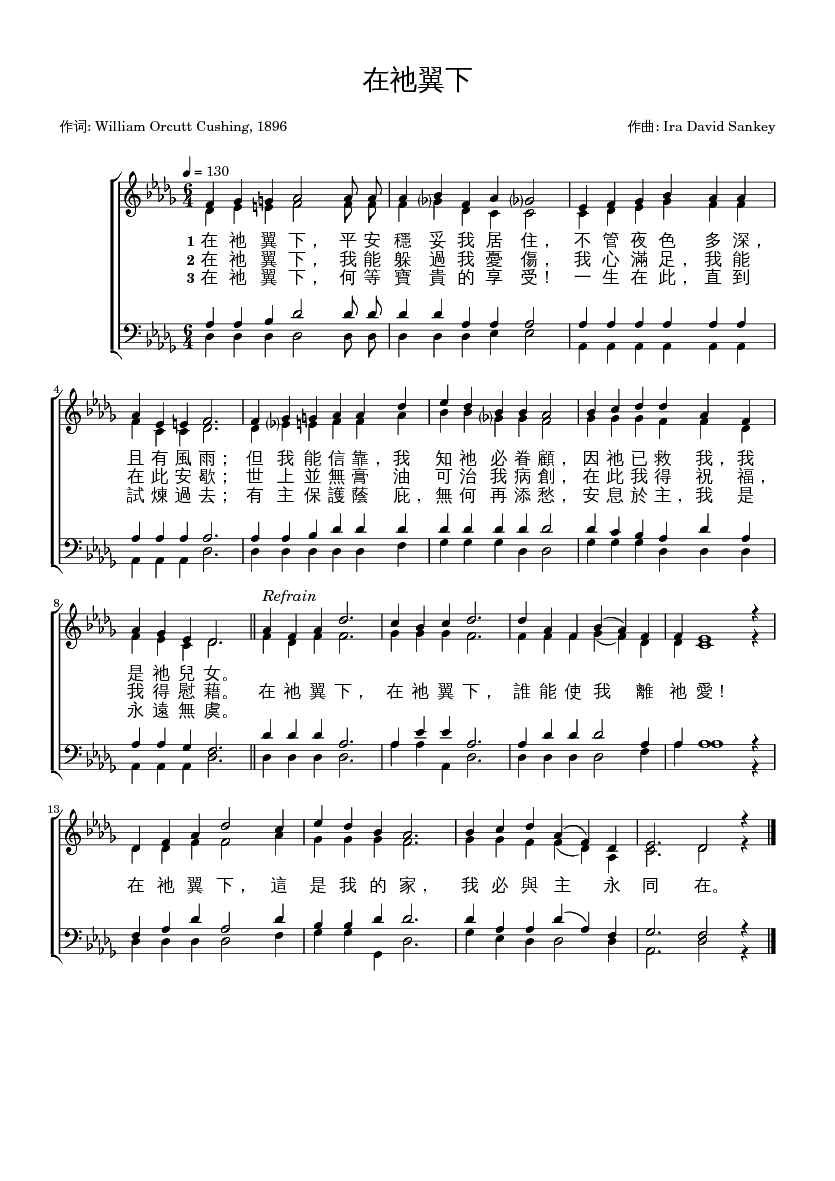 在祂翼下
作词: William Orcutt Cushing, 1896
作曲: Ira David Sankey
= 130
1 在 祂 翼 下， 平 安 穩 妥 我 居 住， 不 管 夜 色 多 深，
2 在 祂 翼 下， 我 能 躲 過 我 憂 傷， 我 心 滿 足， 我 能
3 在 祂 翼 下， 何 等 寶 貴 的 享 受！ 一 生 在 此， 直 到
4
且 有 風 雨； 但 我 能 信 靠， 我 知 祂 必 眷 顧， 因 祂 已 救 我， 我
在 此 安 歇； 世 上 並 無 膏 油 可 治 我 病 創， 在 此 我 得 祝 福，
試 煉 過 去； 有 主 保 護 蔭 庇， 無 何 再 添 愁， 安 息 於 主， 我 是
8
Refrain
是 祂 兒 女。
我 得 慰 藉。 在 祂 翼 下， 在 祂 翼 下， 誰 能 使 我 離 祂 愛！
永 遠 無 虞。
13
在 祂 翼 下， 這 是 我 的 家， 我 必 與 主 永 同 在。